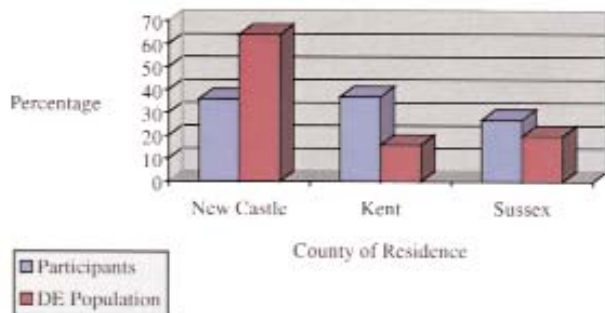 70
60
50
40
30
20
10
0
Percentage
New Castle
Kent
Sussex
County of Residence
Participants
DE Population